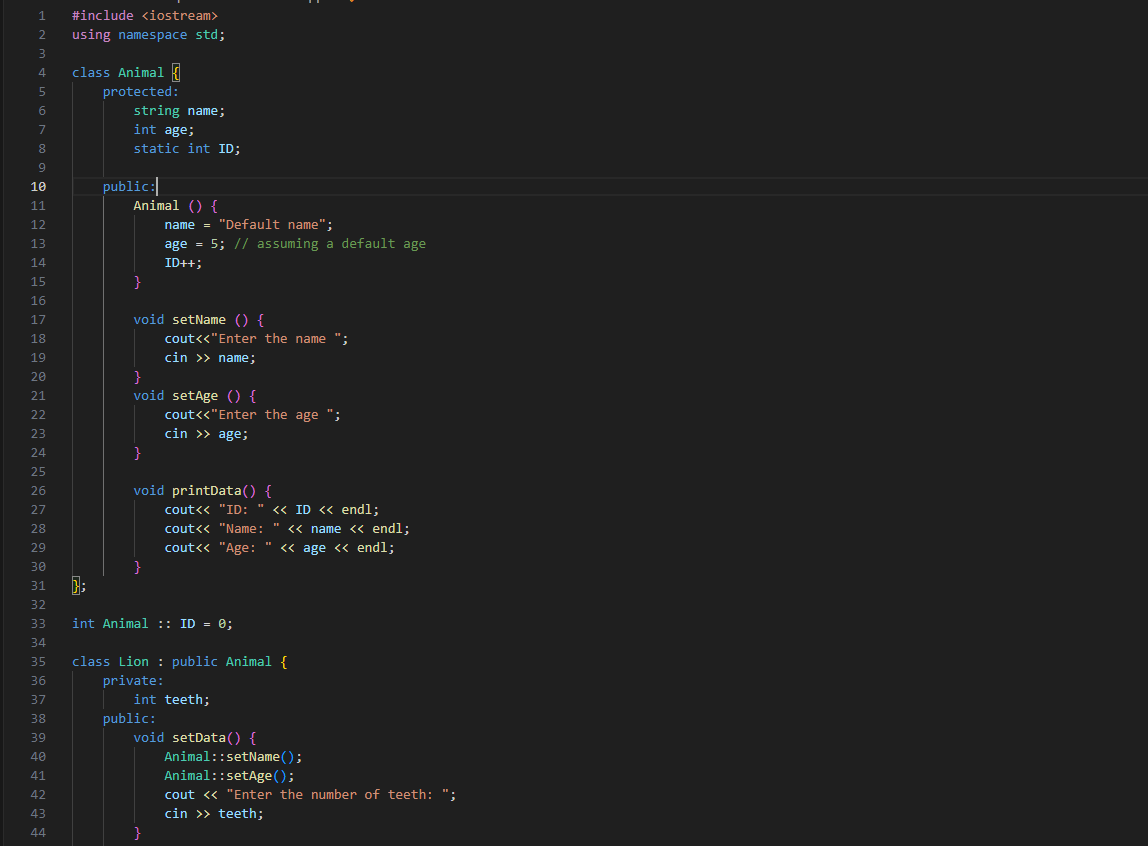 1 #include <iostream>
2 using namespace std;
3
4 class Animal {
5     protected:
6         string name;
7         int age;
8         static int ID;
9
10     public:
11         Animal () {
12             name = "Default name";
13             age = 5; // assuming a default age
14             ID++;
15         }
16
17         void setName () {
18             cout<<"Enter the name ";
19             cin >> name;
20         }
21         void setAge () {
22             cout<<"Enter the age ";
23             cin >> age;
24         }
25
26         void printData() {
27             cout<< "ID: " << ID << endl;
28             cout<< "Name: " << name << endl;
29             cout<< "Age: " << age << endl;
30         }
31 };
32
33 int Animal :: ID = 0;
34
35 class Lion : public Animal {
36     private:
37         int teeth;
38     public:
39         void setData() {
40             Animal::setName();
41             Animal::setAge();
42             cout << "Enter the number of teeth: ";
43             cin >> teeth;
44         }